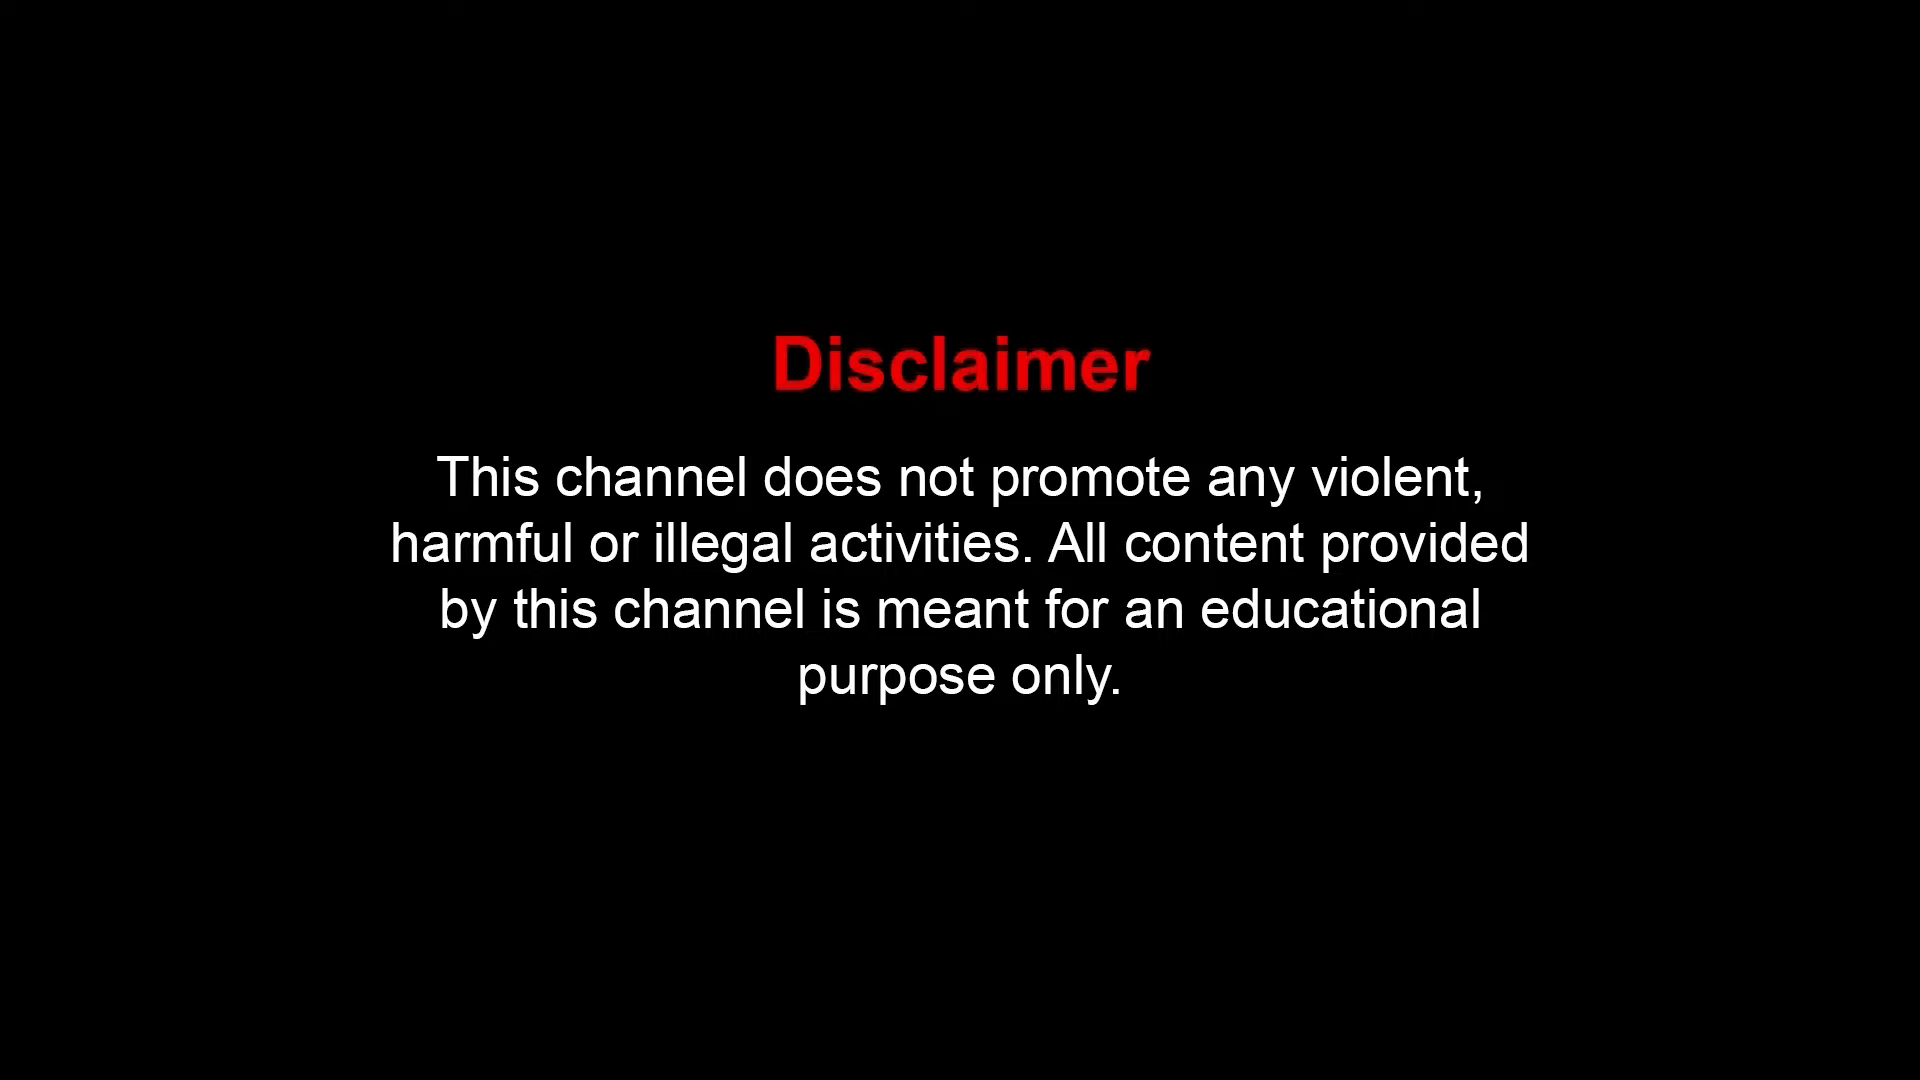 Disclaimer
This channel does not promote any violent,
harmful or illegal activities. All content provided
by this channel is meant for an educational
purpose only.